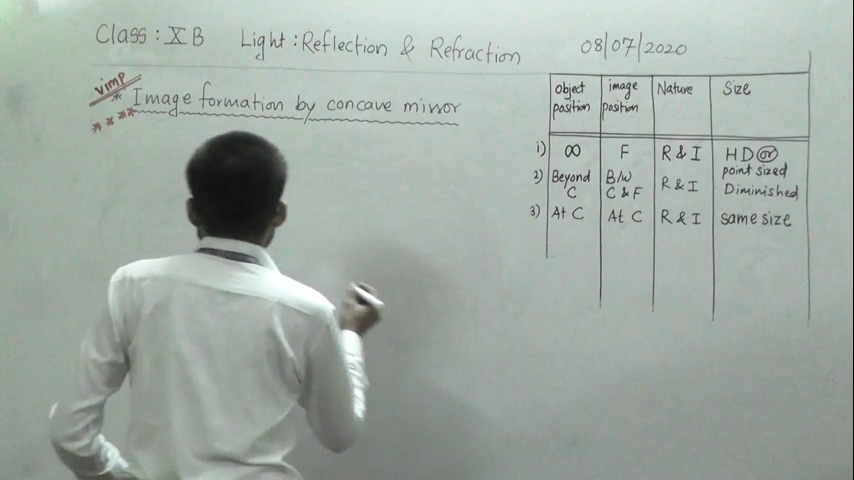 Class : X B Light : Reflection & Refraction 08/07/2020
VIMP
Image formation by concave mirror
object position image position Nature Size
1) ∞ F R & I H D or point sized
2) Beyond C B/w C & F R & I Diminished
3) At C At C R & I same size